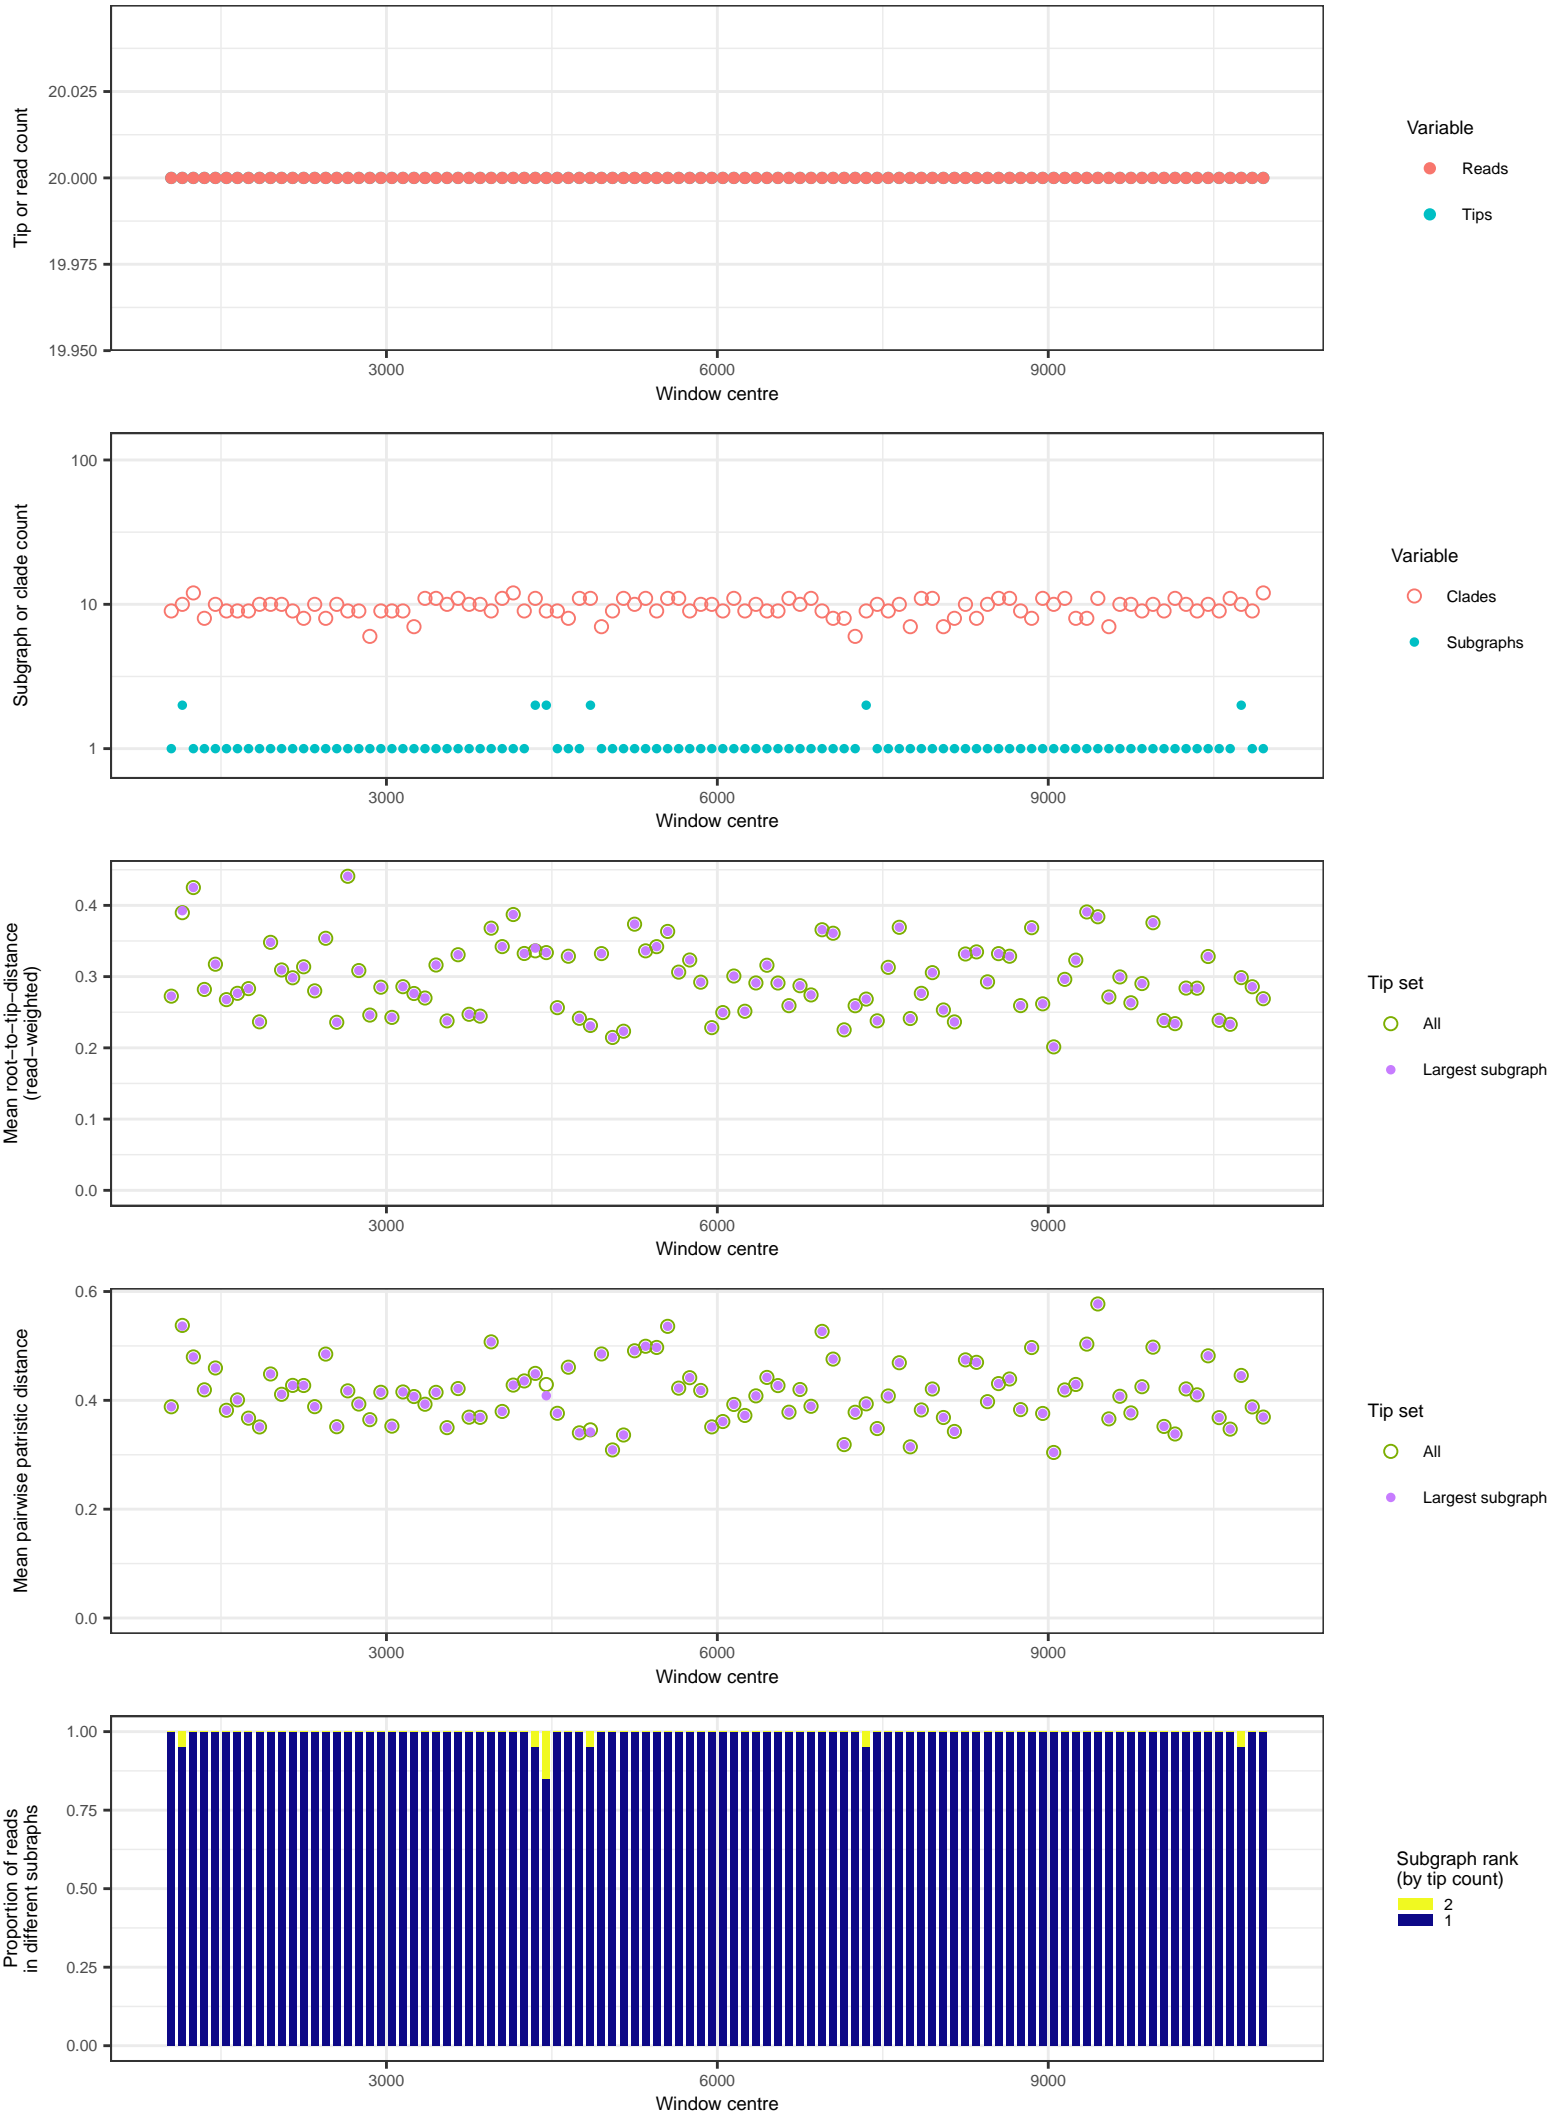 20.025
20.000
19.975
19.950
Tip or read count
3000 6000 9000
Window centre
Variable
Reads
Tips
100
10
1
Subgraph or clade count
3000 6000 9000
Window centre
Variable
Clades
Subgraphs
0.4
0.3
0.2
0.1
0.0
Mean root−to−tip−distance
(read−weighted)
3000 6000 9000
Window centre
Tip set
All
Largest subgraph
0.6
0.4
0.2
0.0
Mean pairwise patristic distance
3000 6000 9000
Window centre
Tip set
All
Largest subgraph
1.00
0.75
0.50
0.25
0.00
Proportion of reads
in different subraphs
3000 6000 9000
Window centre
Subgraph rank
(by tip count)
2
1